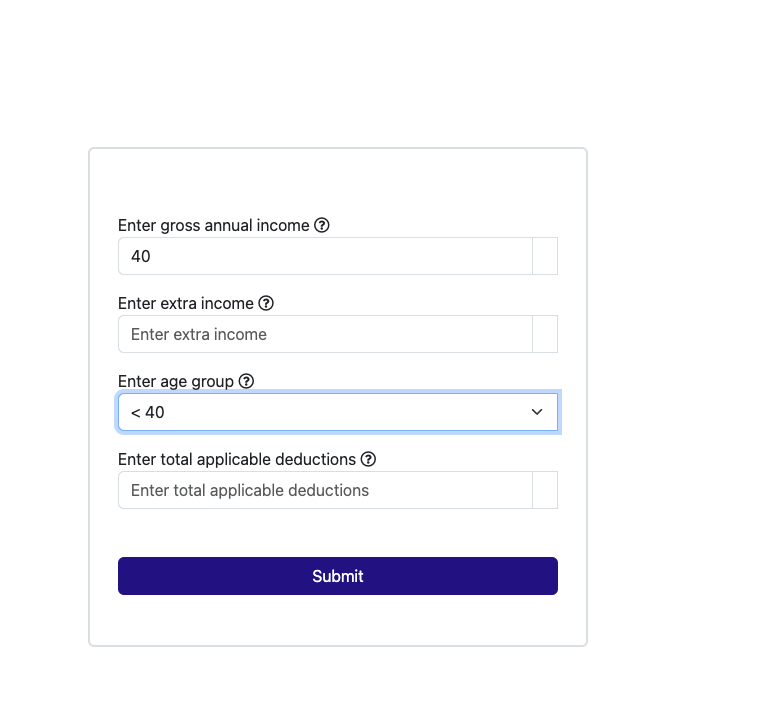 Enter gross annual income
40
Enter extra income
Enter extra income
Enter age group
< 40
Enter total applicable deductions
Enter total applicable deductions
Submit